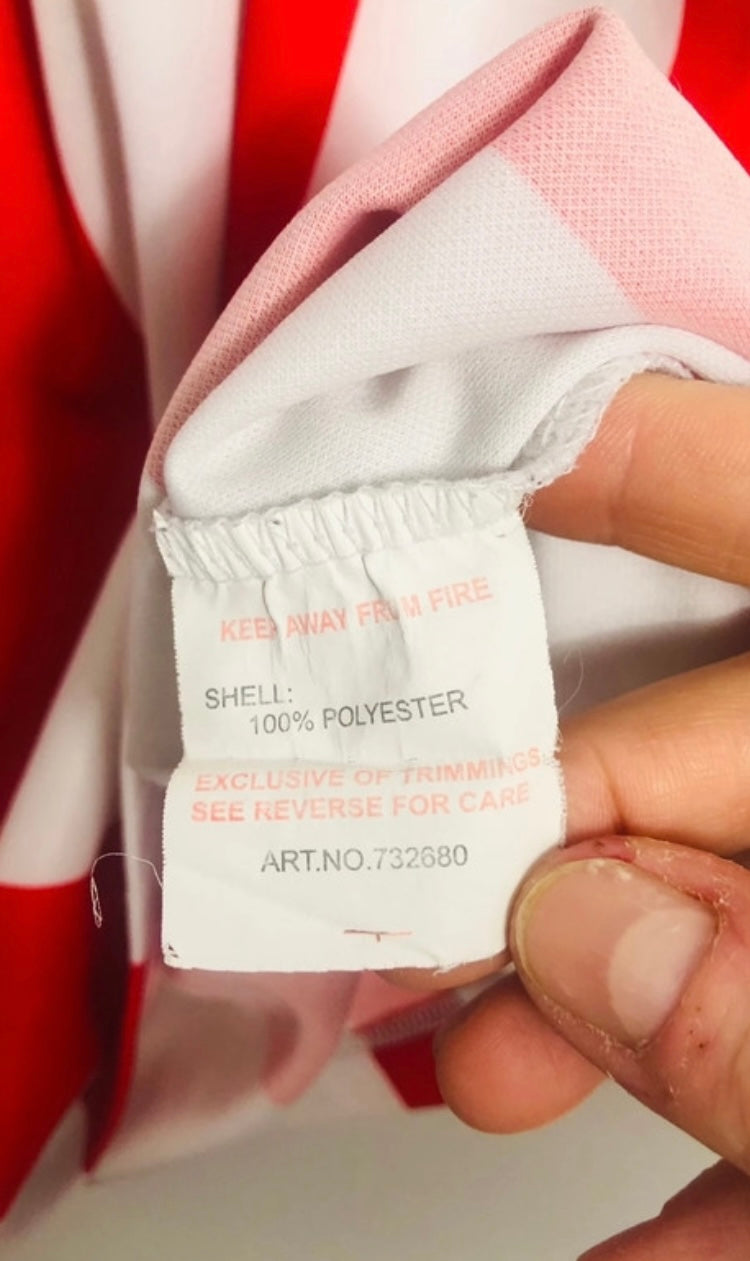 KEEP AWAY FROM FIRE
SHELL:
100% POLYESTER
EXCLUSIVE OF TRIMMINGS
SEE REVERSE FOR CARE
ART.NO.732680